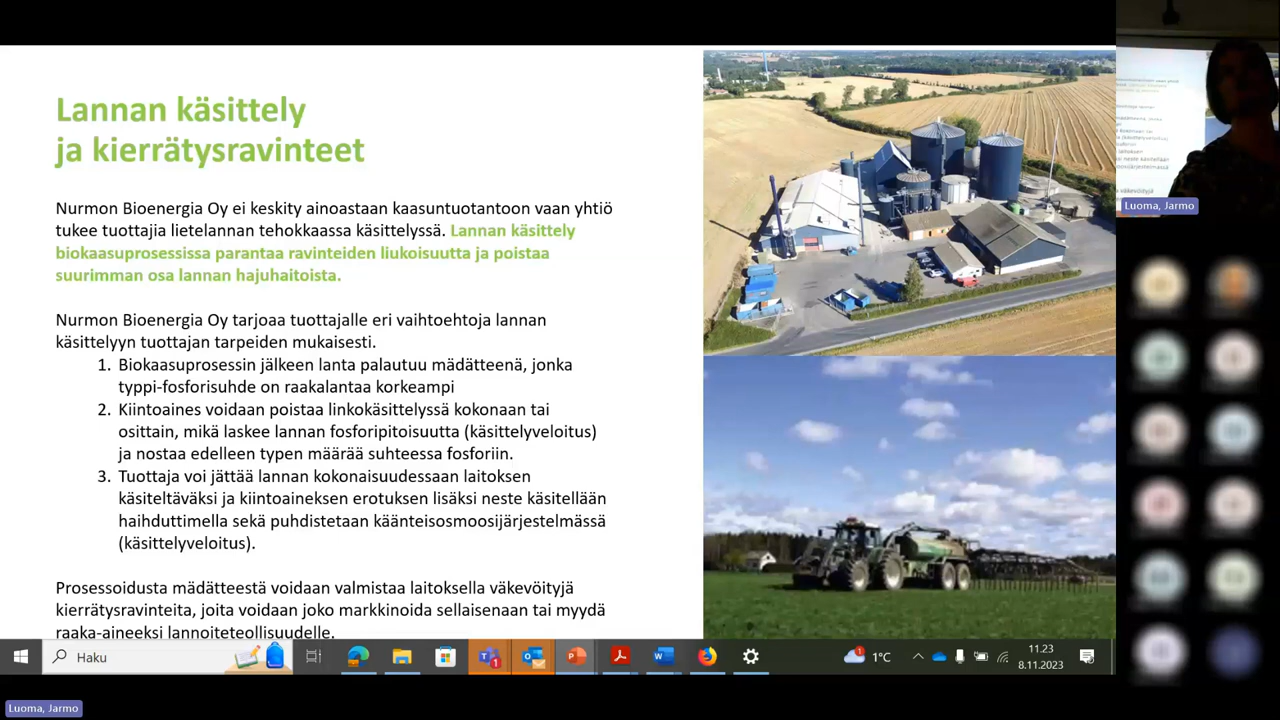 Lannan käsittely
ja kierrätysravinteet
Nurmon Bioenergia Oy ei keskity ainoastaan kaasuntuotantoon vaan yhtiö
tukee tuottajia lietelannan tehokkaassa käsittelyssä. Lannan käsittely
biokaasuprosessissa parantaa ravinteiden liukoisuutta ja poistaa
suurimman osa lannan hajuhaitoista.
Nurmon Bioenergia Oy tarjoaa tuottajalle eri vaihtoehtoja lannan
käsittelyyn tuottajan tarpeiden mukaisesti.
1. Biokaasuprosessin jälkeen lanta palautuu mädätteenä, jonka
typpi-fosforisuhde on raakalantaa korkeampi
2. Kiintoaines voidaan poistaa linkokäsittelyssä kokonaan tai
osittain, mikä laskee lannan fosforipitoisuutta (käsittelyveloitus)
ja nostaa edelleen typen määrää suhteessa fosforiin.
3. Tuottaja voi jättää lannan kokonaisuudessaan laitoksen
käsiteltäväksi ja kiintoaineksen erotuksen lisäksi neste käsitellään
haihduttimella sekä puhdistetaan käänteisosmoosijärjestelmässä
(käsittelyveloitus).
Prosessoidusta mädätteestä voidaan valmistaa laitoksella väkevöityjä
kierrätysravinteita, joita voidaan joko markkinoida sellaisenaan tai myydä
raaka-aineeksi lannoiteteollisuudelle.
Haku
1
1
1°C
11.23
8.11.2023
Luoma, Jarmo
Luoma, Jarmo